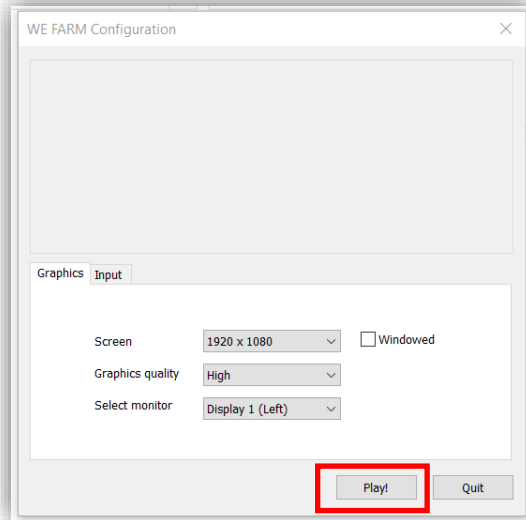 WE FARM Configuration
Graphics Input
Screen 1920 x 1080 Windowed
Graphics quality High
Select monitor Display 1 (Left)
Play! Quit